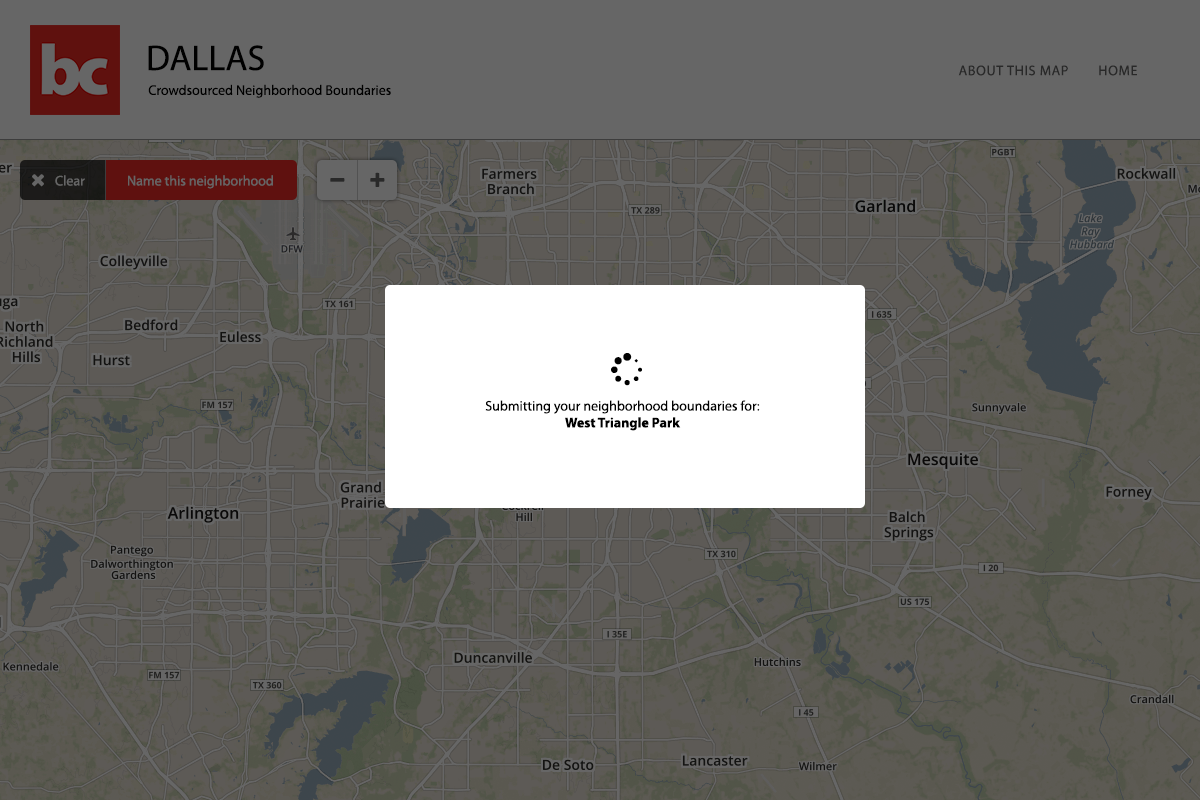 bc
DALLAS
Crowdsourced Neighborhood Boundaries
ABOUT THIS MAP
HOME
Clear
Name this neighborhood
Farmers
Branch
PGBT
Rockwall
TX 289
Garland
Lake
Ray
Hubbard
DFW
Colleyville
TX 161
I 635
North
Richland
Hills
Bedford
Euless
Hurst
FM 157
Sunnyvale
Submitting your neighborhood boundaries for:
West Triangle Park
Mesquite
Grand
Prairie
Forney
Arlington
Hill
Balch
Springs
Pantego
Dalworthington
Gardens
TX 310
I 20
US 175
I 35E
Kennedale
Duncanville
Hutchins
FM 157
TX 360
Crandall
I 45
De Soto
Lancaster
Wilmer